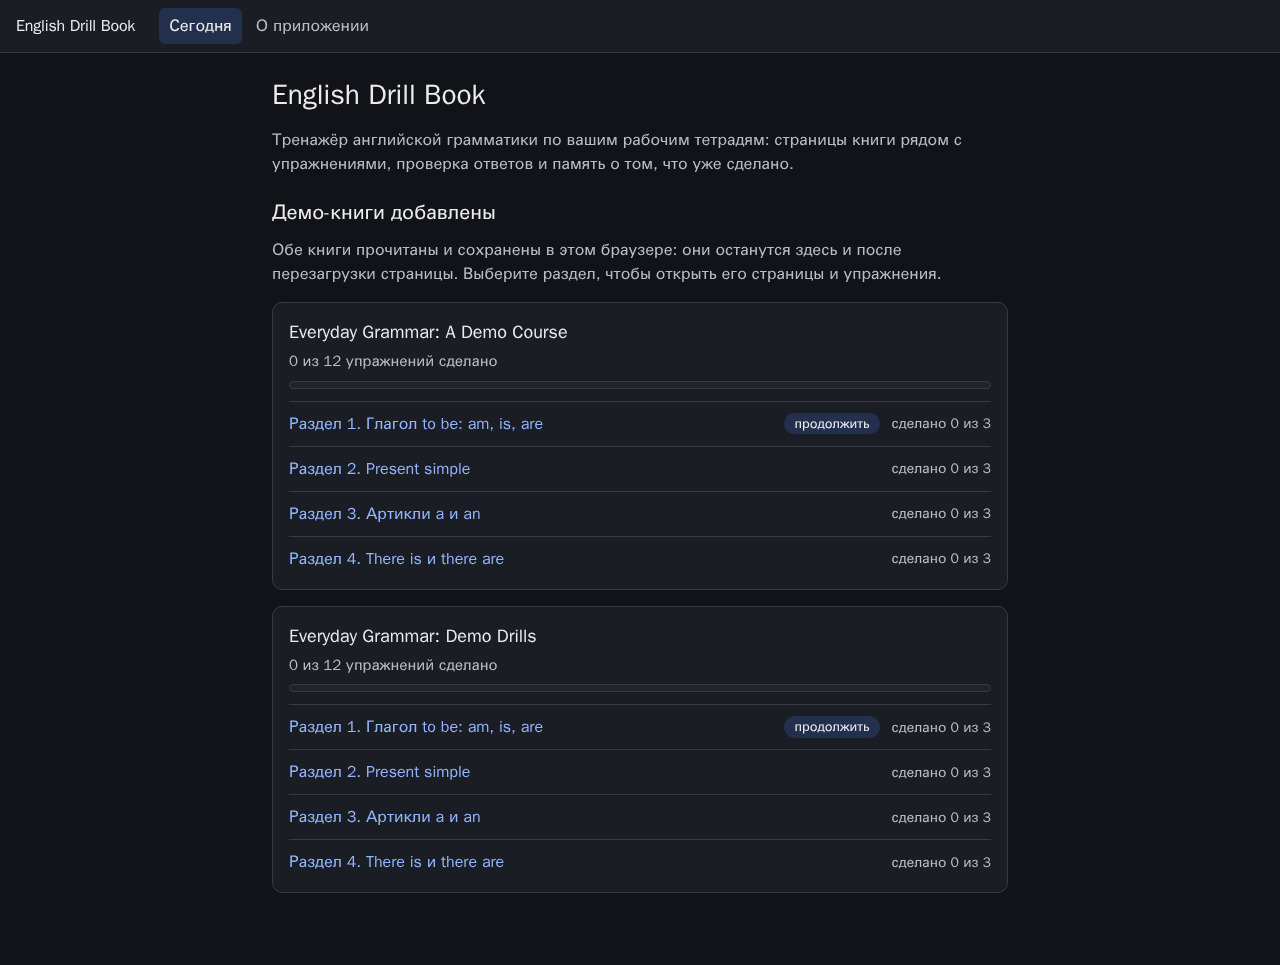 English Drill Book
Сегодня
О приложении
English Drill Book
Тренажёр английской грамматики по вашим рабочим тетрадям: страницы книги рядом с
упражнениями, проверка ответов и память о том, что уже сделано.
Демо-книги добавлены
Обе книги прочитаны и сохранены в этом браузере: они останутся здесь и после
перезагрузки страницы. Выберите раздел, чтобы открыть его страницы и упражнения.
Everyday Grammar: A Demo Course
0 из 12 упражнений сделано
Раздел 1. Глагол to be: am, is, are продолжить сделано 0 из 3
Раздел 2. Present simple сделано 0 из 3
Раздел 3. Артикли a и an сделано 0 из 3
Раздел 4. There is и there are сделано 0 из 3
Everyday Grammar: Demo Drills
0 из 12 упражнений сделано
Раздел 1. Глагол to be: am, is, are продолжить сделано 0 из 3
Раздел 2. Present simple сделано 0 из 3
Раздел 3. Артикли a и an сделано 0 из 3
Раздел 4. There is и there are сделано 0 из 3